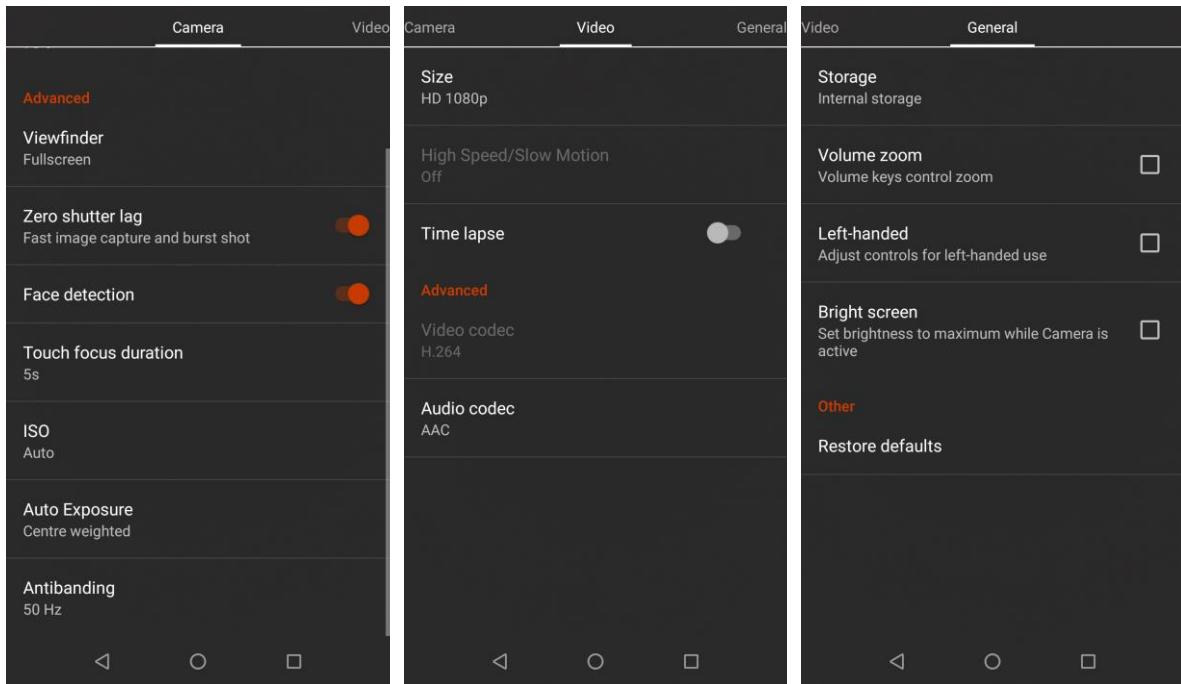 Camera
Video
Advanced
Viewfinder
Fullscreen
Zero shutter lag
Fast image capture and burst shot
Face detection
Touch focus duration
5s
ISO
Auto
Auto Exposure
Centre weighted
Antibanding
50 Hz
Camera
Video
General
Size
HD 1080p
High Speed/Slow Motion
Off
Time lapse
Advanced
Video codec
H.264
Audio codec
AAC
Video
General
Storage
Internal storage
Volume zoom
Volume keys control zoom
Left-handed
Adjust controls for left-handed use
Bright screen
Set brightness to maximum while Camera is
active
Other
Restore defaults